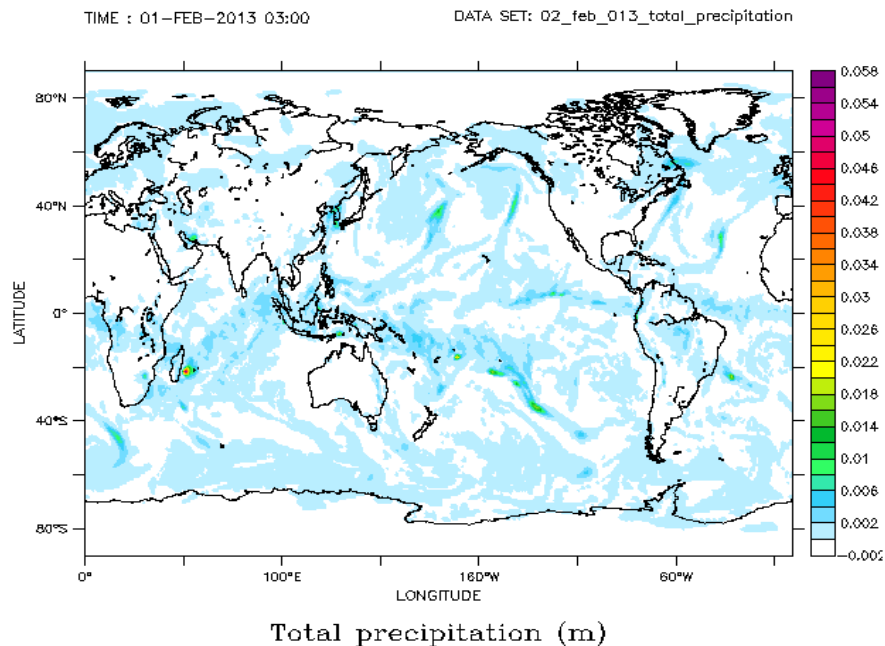 TIME : 01-FEB-2013 03:00
DATA SET: 02_feb_013_total_precipitation
80°N
40°N
0°
40°S
80°S
LATITUDE
0°
100°E
160°W
60°W
LONGITUDE
0.058
0.054
0.05
0.046
0.042
0.038
0.034
0.03
0.026
0.022
0.018
0.014
0.01
0.006
0.002
-0.002
Total precipitation (m)